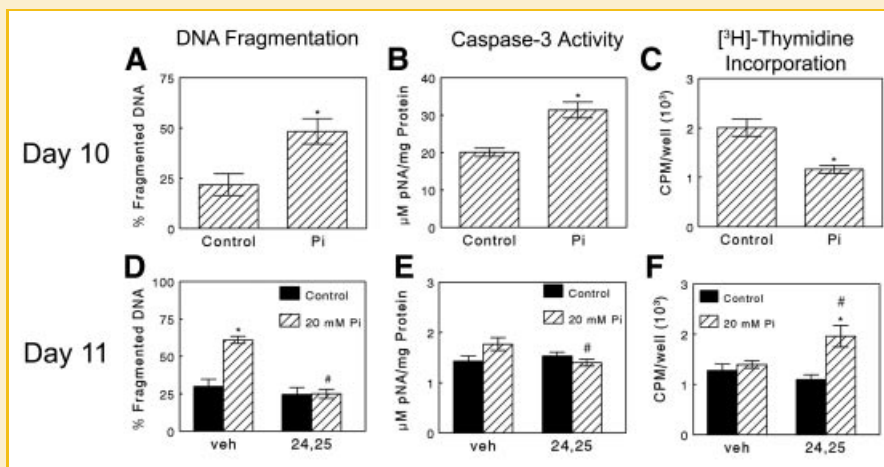 DNA Fragmentation
Caspase-3 Activity
[³H]-Thymidine
Incorporation
Day 10
A
% Fragmented DNA
75
50
25
0
*
Control
Pi
B
µM pNA/mg Protein
40
30
20
10
0
*
Control
Pi
C
CPM/well (10³)
3
2
1
0
*
Control
Pi
Day 11
D
% Fragmented DNA
100
75
50
25
0
Control
20 mM Pi
*
#
veh
24,25
E
µM pNA/mg Protein
3
2
1
0
Control
20 mM Pi
#
veh
24,25
F
CPM/well (10³)
3
2
1
0
Control
20 mM Pi
#
*
veh
24,25